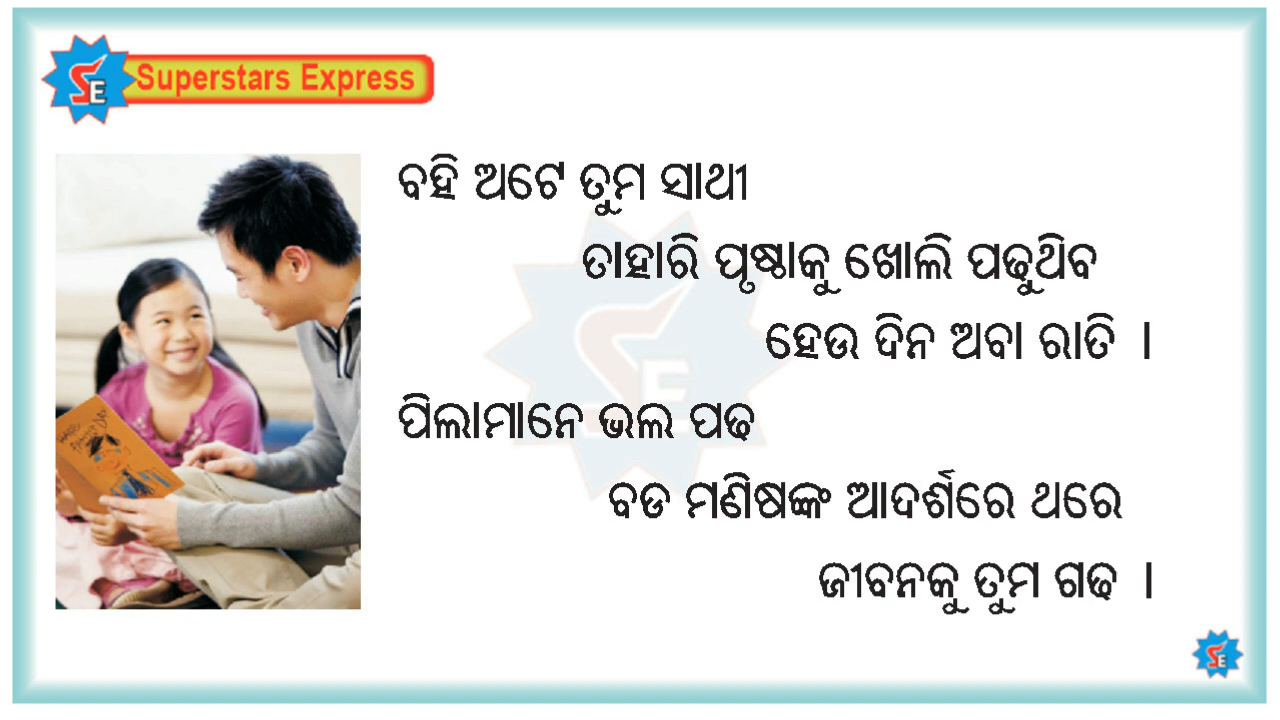 Superstars Express
ବହି ଅଟେ ତୁମ ସାଥୀ
ତାହାରି ପୃଷ୍ଠାକୁ ଖୋଲି ପଢୁଥିବ
ହେଉ ଦିନ ଅବା ରାତି ।
ପିଲାମାନେ ଭଲ ପଢ
ବଡ ମଣିଷଙ୍କ ଆଦର୍ଶରେ ଥରେ
ଜୀବନକୁ ତୁମ ଗଢ ।